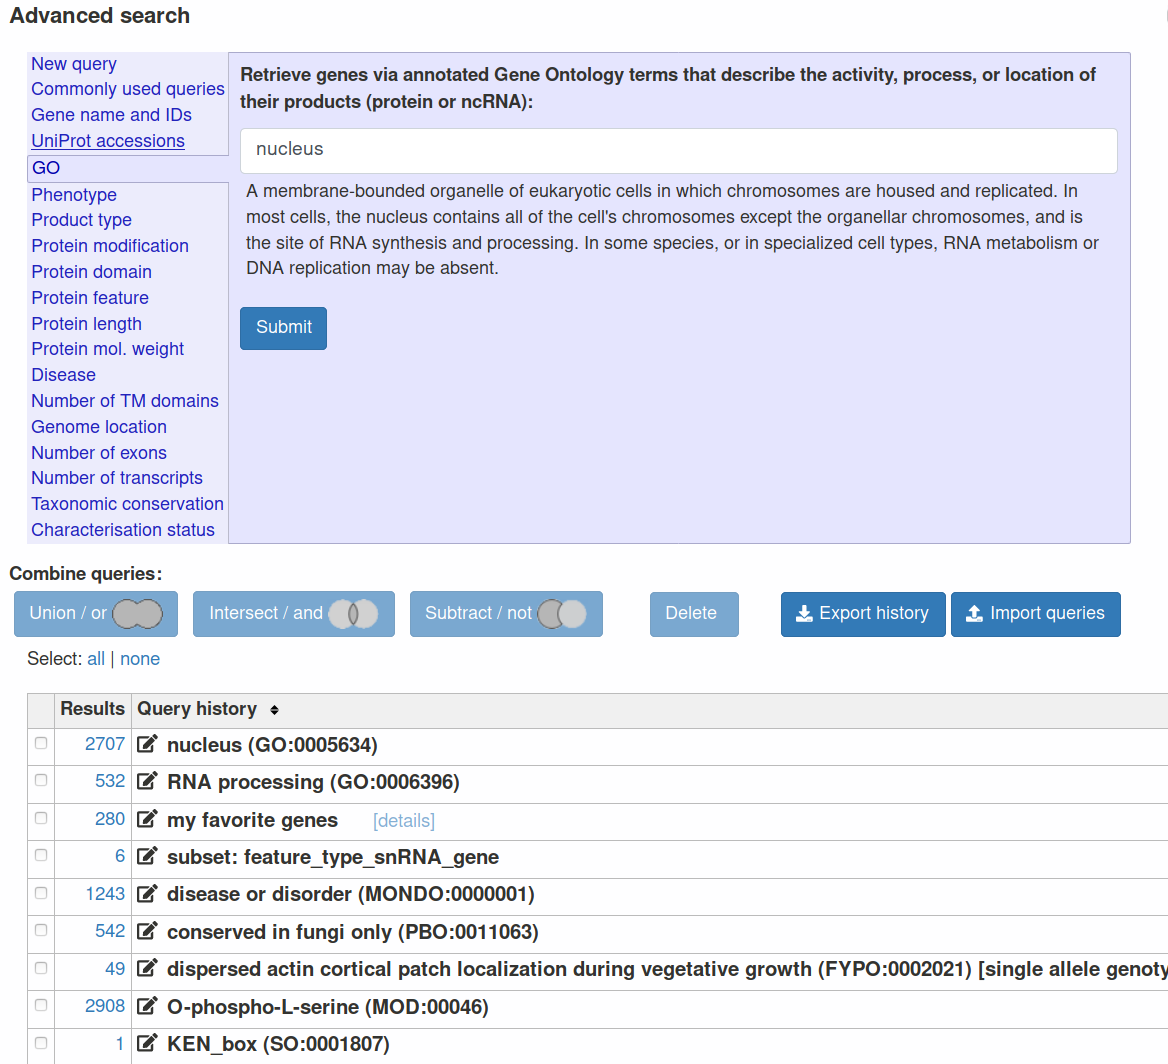 Advanced search
New query
Commonly used queries
Gene name and IDs
UniProt accessions
GO
Phenotype
Product type
Protein modification
Protein domain
Protein feature
Protein length
Protein mol. weight
Disease
Number of TM domains
Genome location
Number of exons
Number of transcripts
Taxonomic conservation
Characterisation status
Retrieve genes via annotated Gene Ontology terms that describe the activity, process, or location of
their products (protein or ncRNA):
nucleus
A membrane-bounded organelle of eukaryotic cells in which chromosomes are housed and replicated. In
most cells, the nucleus contains all of the cell's chromosomes except the organellar chromosomes, and is
the site of RNA synthesis and processing. In some species, or in specialized cell types, RNA metabolism or
DNA replication may be absent.
Submit
Combine queries:
Union / or Intersect / and Subtract / not Delete Export history Import queries
Select: all | none
Results Query history
2707 nucleus (GO:0005634)
532 RNA processing (GO:0006396)
280 my favorite genes [details]
6 subset: feature_type_snRNA_gene
1243 disease or disorder (MONDO:0000001)
542 conserved in fungi only (PBO:0011063)
49 dispersed actin cortical patch localization during vegetative growth (FYPO:0002021) [single allele genoty
2908 O-phospho-L-serine (MOD:00046)
1 KEN_box (SO:0001807)